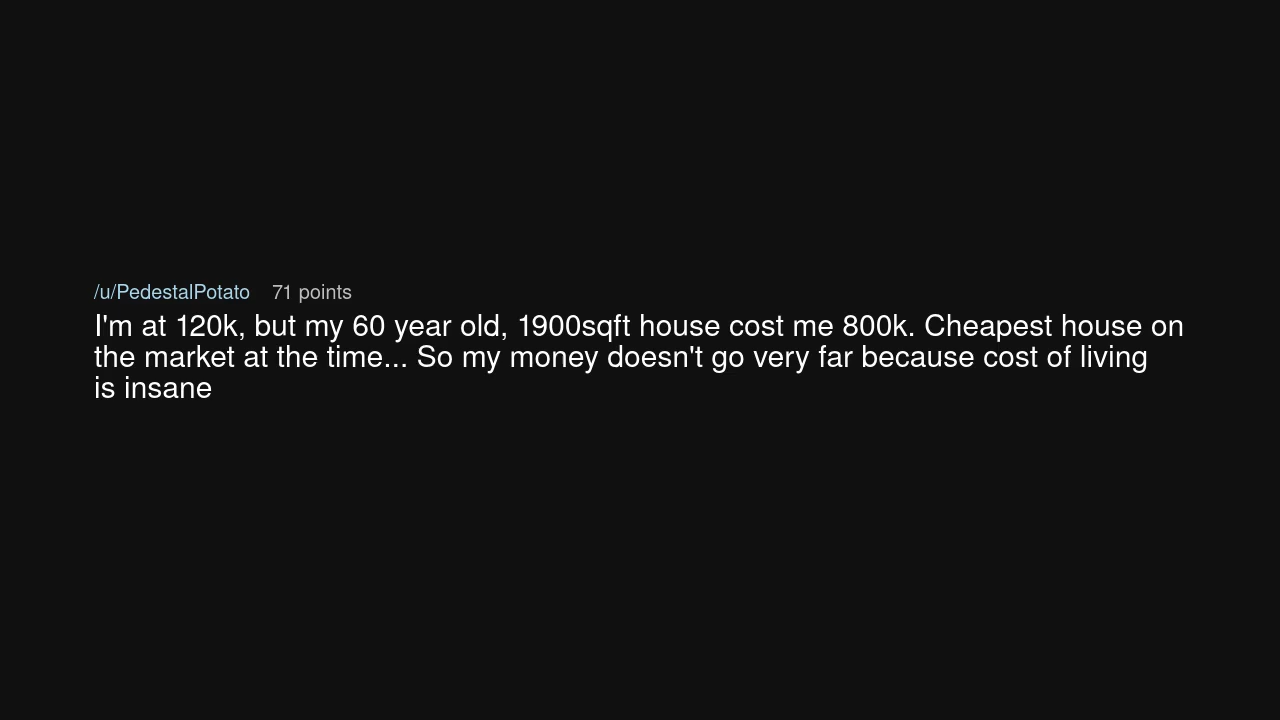 /u/PedestalPotato 71 points
I'm at 120k, but my 60 year old, 1900sqft house cost me 800k. Cheapest house on
the market at the time... So my money doesn't go very far because cost of living
is insane